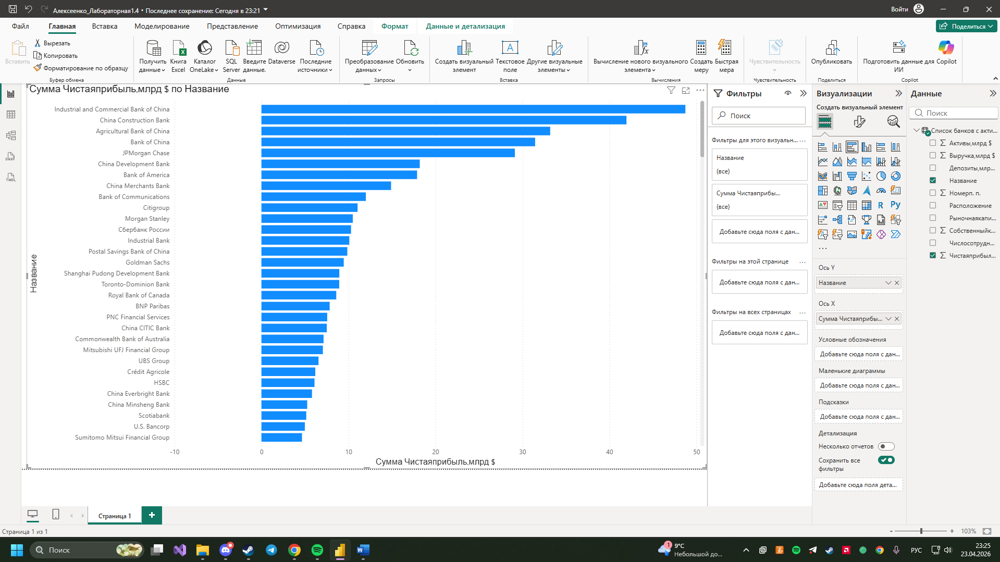 Алексеенко_Лабораторная1.4 • Последнее сохранение: Сегодня в 23:21
Войти
Файл
Главная
Вставка
Моделирование
Представление
Оптимизация
Справка
Формат
Данные и детализация
Поделиться
Вставить
Вырезать
Копировать
Форматирование по образцу
Буфер обмена
Получить данные
Книга Excel
Каталог OneLake
SQL Server
Введите данные.
Dataverse
Последние источники
Данные
Преобразование данных
Обновить
Запросы
Создать визуальный элемент
Текстовое поле
Другие визуальные элементы
Вставка
Вычисление нового визуального элемента
Создать меру
Быстрая мера
Вычисления
Чувствительность
Чувствительность
Опубликовать
Поделиться
Подготовить данные для ИИ
Copilot
Copilot
DAX
TMDL
Сумма Чистаяприбыль,млрд $ по Название
Название
Industrial and Commercial Bank of China
China Construction Bank
Agricultural Bank of China
Bank of China
JPMorgan Chase
China Development Bank
Bank of America
China Merchants Bank
Bank of Communications
Citigroup
Morgan Stanley
Сбербанк России
Industrial Bank
Postal Savings Bank of China
Goldman Sachs
Shanghai Pudong Development Bank
Toronto-Dominion Bank
Royal Bank of Canada
BNP Paribas
PNC Financial Services
China CITIC Bank
Commonwealth Bank of Australia
Mitsubishi UFJ Financial Group
UBS Group
Crédit Agricole
HSBC
China Everbright Bank
China Minsheng Bank
Scotiabank
U.S. Bancorp
Sumitomo Mitsui Financial Group
-10 0 10 20 30 40 50
Сумма Чистаяприбыль,млрд $
Фильтры
Поиск
Фильтры для этого визуальн... ...
Название
(все)
Сумма Чистаяприбы...
(все)
Добавьте сюда поля с дан...
Фильтры на этой странице ...
Добавьте сюда поля с дан...
Фильтры на всех страницах ...
Добавьте сюда поля с дан...
Визуализации
Создать визуальный элемент
123
R
Py
...
Ось Y
Название
Ось X
Сумма Чистаяприбы...
Условные обозначения
Добавьте сюда поля с дан...
Маленькие диаграммы
Добавьте сюда поля с дан...
Подсказки
Добавьте сюда поля с дан...
Детализация
Несколько отчетов
Сохранить все фильтры
Добавьте сюда поля дета...
Данные
Поиск
Список банков с акти...
Активы,млрд $
Выручка,млрд $
Депозиты,млр...
Название
Номерп. п.
Расположение
Рыночнаякапи...
Собственныйк...
Числосотрудн...
Чистаяприбыл...
Страница 1
+
Страница 1 из 1
- + 103%
Поиск
1
9°C
Небольшой до...
РУС
23:25
23.04.2026